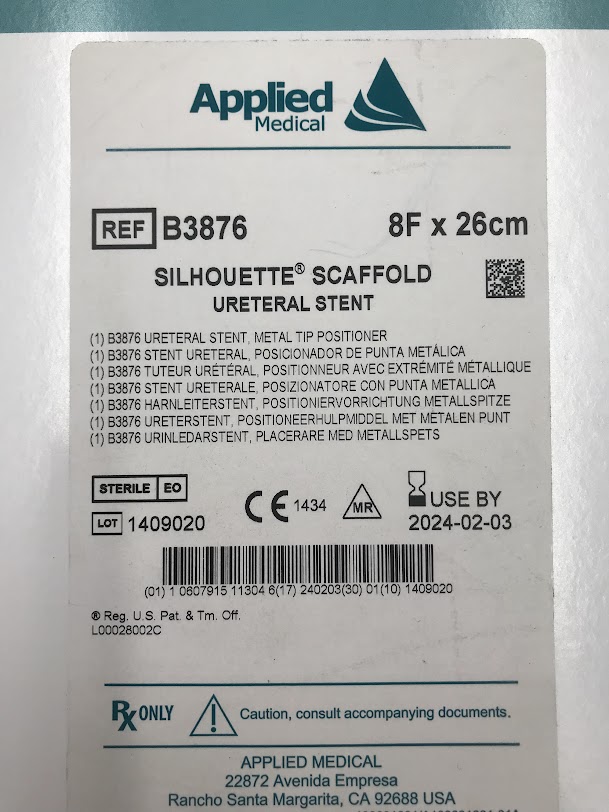 Applied
Medical
REF B3876 8F x 26cm
SILHOUETTE® SCAFFOLD
URETERAL STENT
(1) B3876 URETERAL STENT, METAL TIP POSITIONER
(1) B3876 STENT URETERAL, POSICIONADOR DE PUNTA METÁLICA
(1) B3876 TUTEUR URÉTÉRAL, POSITIONNEUR AVEC EXTRÉMITÉ MÉTALLIQUE
(1) B3876 STENT URETERALE, POSIZIONATORE CON PUNTA METALLICA
(1) B3876 HARNLEITERSTENT, POSITIONIERVORRICHTUNG METALLSPITZE
(1) B3876 URETERSTENT, POSITIONEERHULPMIDDEL MET METALEN PUNT
(1) B3876 URINLEDARSTENT, PLACERARE MED METALLSPETS
STERILE EO
CE 1434
MR
USE BY
LOT 1409020
2024-02-03
(01) 1 0607915 11304 6(17) 240203(30) 01(10) 1409020
® Reg. U.S. Pat. & Tm. Off.
L00028002C
Rx ONLY
Caution, consult accompanying documents.
APPLIED MEDICAL
22872 Avenida Empresa
Rancho Santa Margarita, CA 92688 USA